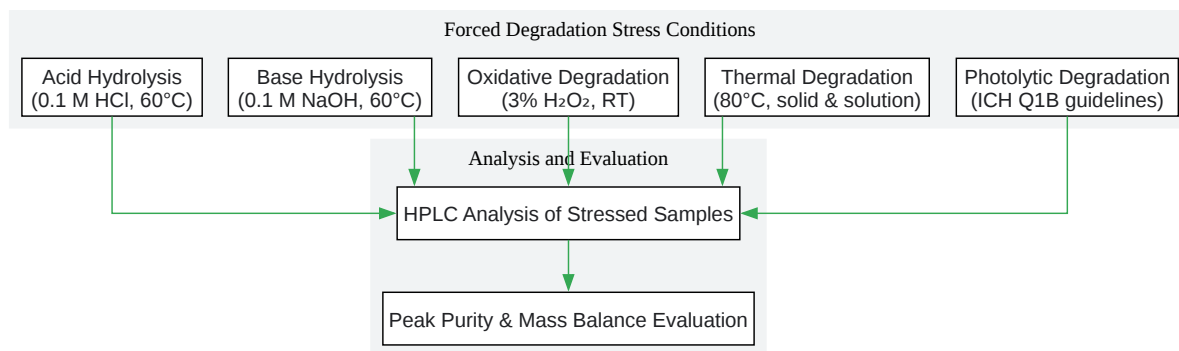 Forced Degradation Stress Conditions
Acid Hydrolysis
(0.1 M HCl, 60°C)
Base Hydrolysis
(0.1 M NaOH, 60°C)
Oxidative Degradation
(3% H₂O₂, RT)
Thermal Degradation
(80°C, solid & solution)
Photolytic Degradation
(ICH Q1B guidelines)
Analysis and Evaluation
HPLC Analysis of Stressed Samples
Peak Purity & Mass Balance Evaluation